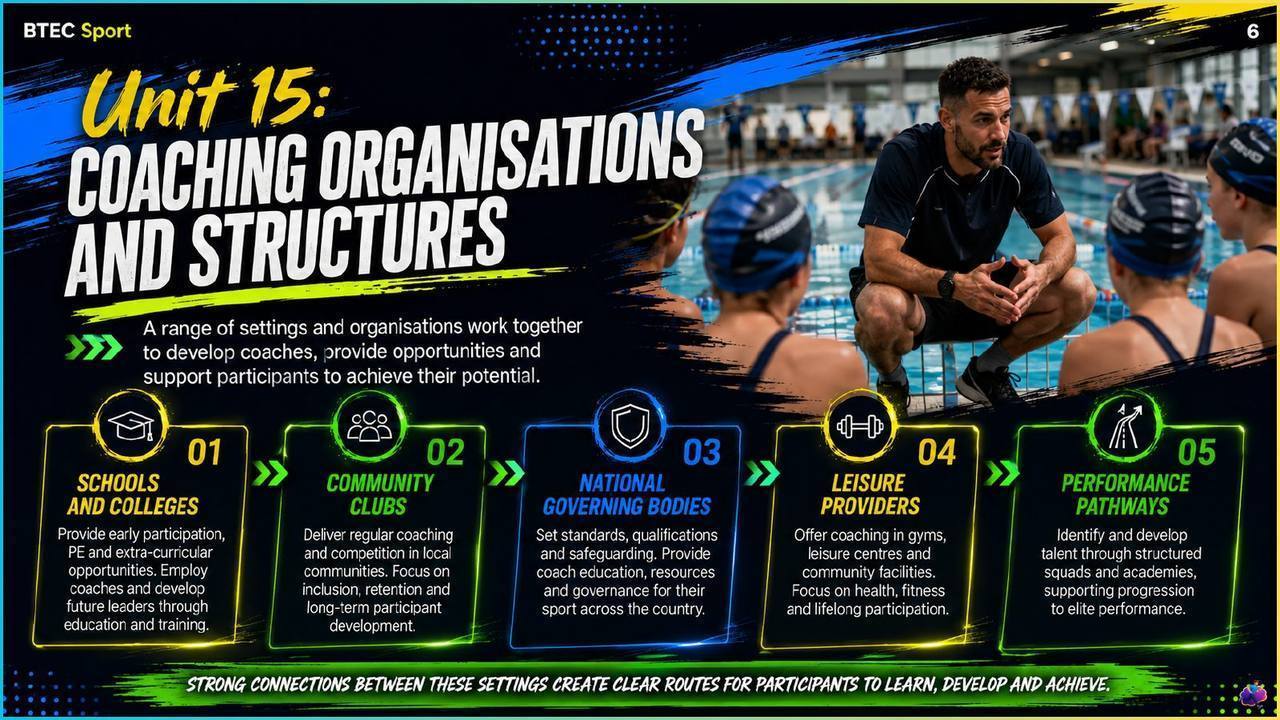 BTEC Sport
6
Unit 15:
COACHING ORGANISATIONS
AND STRUCTURES
A range of settings and organisations work together
to develop coaches, provide opportunities and
support participants to achieve their potential.
01
SCHOOLS
AND COLLEGES
Provide early participation,
PE and extra-curricular
opportunities. Employ
coaches and develop
future leaders through
education and training.
02
COMMUNITY
CLUBS
Deliver regular coaching
and competition in local
communities. Focus on
inclusion, retention and
long-term participant
development.
03
NATIONAL
GOVERNING BODIES
Set standards, qualifications
and safeguarding. Provide
coach education, resources
and governance for their
sport across the country.
04
LEISURE
PROVIDERS
Offer coaching in gyms,
leisure centres and
community facilities.
Focus on health, fitness
and lifelong participation.
05
PERFORMANCE
PATHWAYS
Identify and develop
talent through structured
squads and academies,
supporting progression
to elite performance.
STRONG CONNECTIONS BETWEEN THESE SETTINGS CREATE CLEAR ROUTES FOR PARTICIPANTS TO LEARN, DEVELOP AND ACHIEVE.